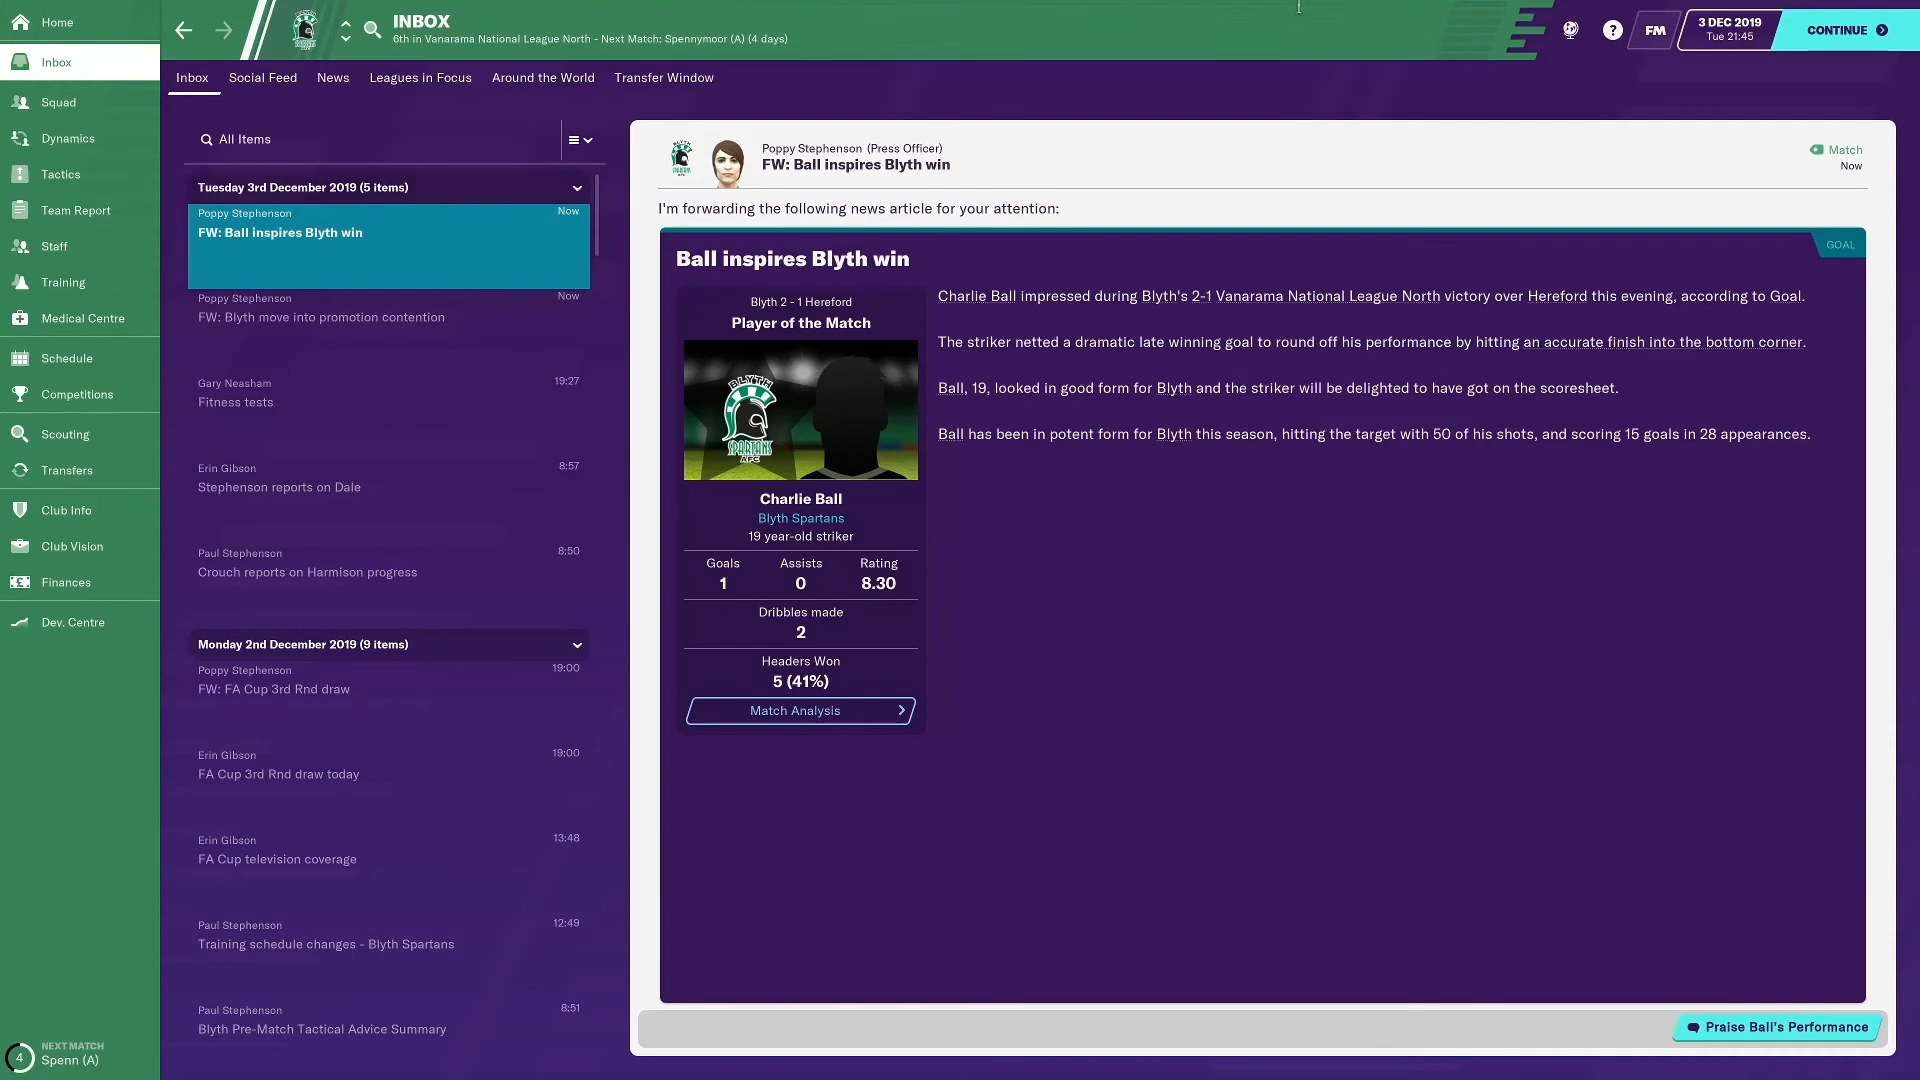 Home
Inbox
Squad
Dynamics
Tactics
Team Report
Staff
Training
Medical Centre
Schedule
Competitions
Scouting
Transfers
Club Info
Club Vision
Finances
Dev. Centre
4
NEXT MATCH
Spenn (A)
INBOX
6th in Vanarama National League North - Next Match: Spennymoor (A) (4 days)
?
FM
3 DEC 2019
Tue 21:45
CONTINUE
Inbox
Social Feed
News
Leagues in Focus
Around the World
Transfer Window
All Items
Tuesday 3rd December 2019 (5 items)
Poppy Stephenson
Now
FW: Ball inspires Blyth win
Poppy Stephenson
Now
FW: Blyth move into promotion contention
Gary Neasham
19:27
Fitness tests
Erin Gibson
8:57
Stephenson reports on Dale
Paul Stephenson
8:50
Crouch reports on Harmison progress
Monday 2nd December 2019 (9 items)
Poppy Stephenson
19:00
FW: FA Cup 3rd Rnd draw
Erin Gibson
19:00
FA Cup 3rd Rnd draw today
Erin Gibson
13:48
FA Cup television coverage
Paul Stephenson
12:49
Training schedule changes - Blyth Spartans
Paul Stephenson
8:51
Blyth Pre-Match Tactical Advice Summary
Poppy Stephenson (Press Officer)
FW: Ball inspires Blyth win
Match
Now
I'm forwarding the following news article for your attention:
GOAL
Ball inspires Blyth win
Blyth 2 - 1 Hereford
Player of the Match
BLYTH
SPARTANS
AFC
Charlie Ball
Blyth Spartans
19 year-old striker
Goals
Assists
Rating
1
0
8.30
Dribbles made
2
Headers Won
5 (41%)
Match Analysis
Charlie Ball impressed during Blyth's 2-1 Vanarama National League North victory over Hereford this evening, according to Goal.
The striker netted a dramatic late winning goal to round off his performance by hitting an accurate finish into the bottom corner.
Ball, 19, looked in good form for Blyth and the striker will be delighted to have got on the scoresheet.
Ball has been in potent form for Blyth this season, hitting the target with 50 of his shots, and scoring 15 goals in 28 appearances.
Praise Ball's Performance